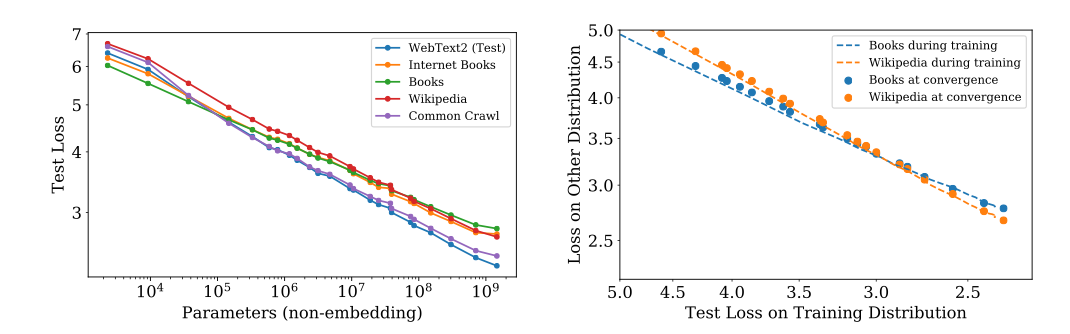 7
6
5
4
3
Test Loss
10^4
10^5
10^6
10^7
10^8
10^9
Parameters (non-embedding)
WebText2 (Test)
Internet Books
Books
Wikipedia
Common Crawl
5.0
4.5
4.0
3.5
3.0
2.5
Loss on Other Distribution
5.0
4.5
4.0
3.5
3.0
2.5
Test Loss on Training Distribution
Books during training
Wikipedia during training
Books at convergence
Wikipedia at convergence